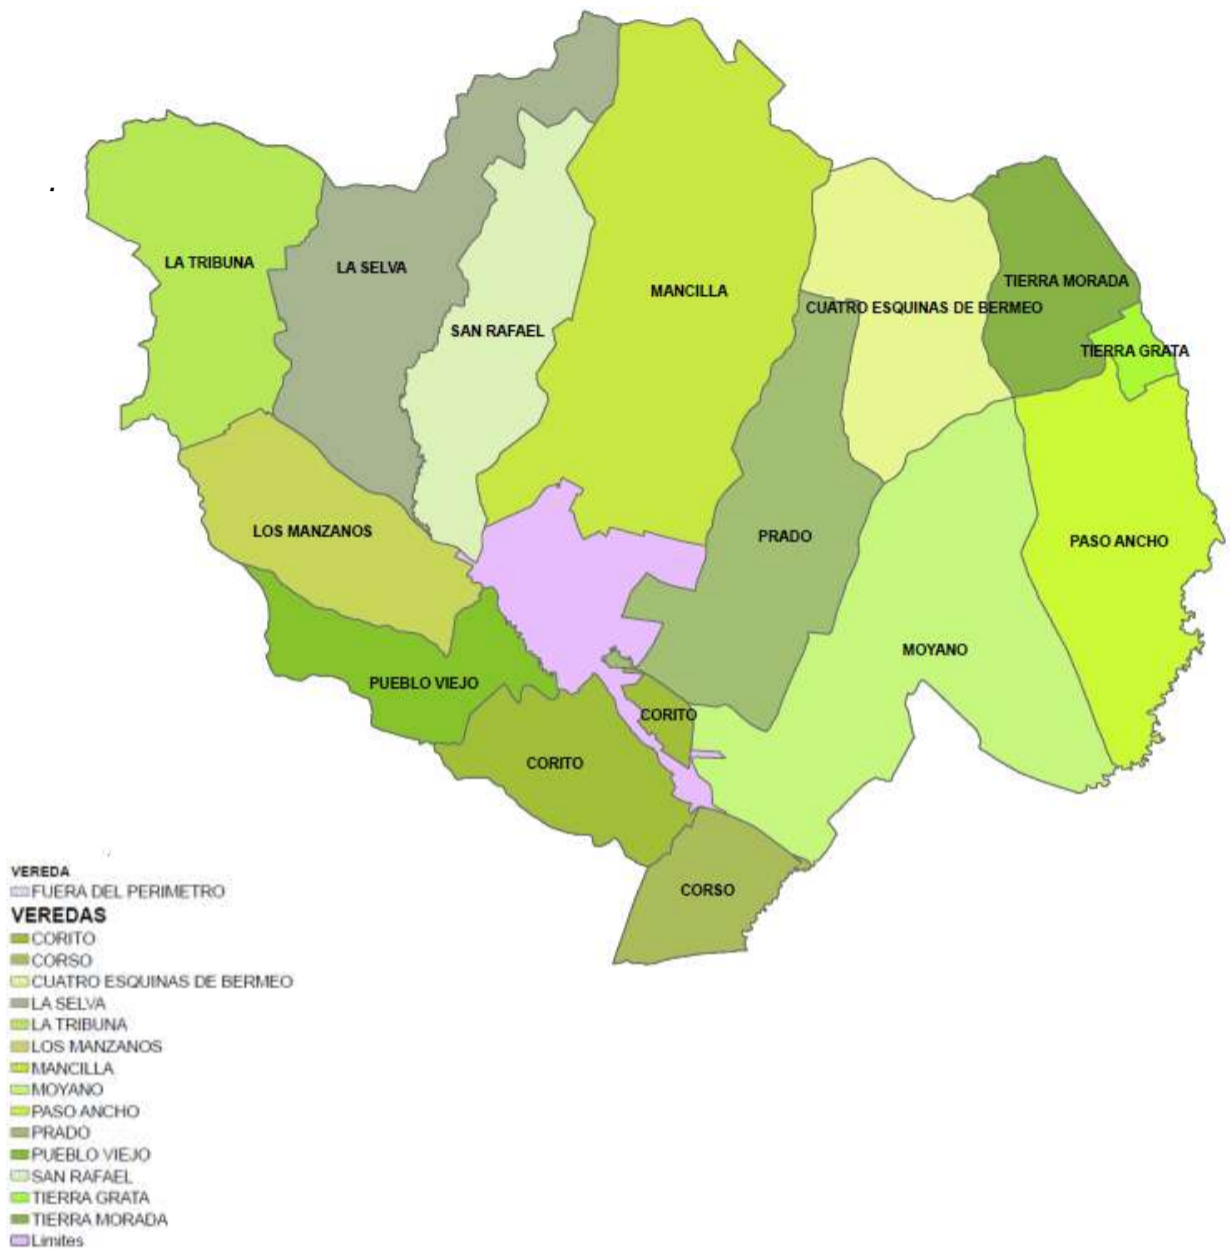 LA TRIBUNA
LA SELVA
MANCILLA
TIERRA MORADA
CUATRO ESQUINAS DE BERMEO
SAN RAFAEL
TIERRA GRATA
LOS MANZANOS
PRADO
PASO ANCHO
MOYANO
PUEBLO VIEJO
CORITO
CORITO
CORSO
VEREDA
FUERA DEL PERIMETRO
VEREDAS
CORITO
CORSO
CUATRO ESQUINAS DE BERMEO
LA SELVA
LA TRIBUNA
LOS MANZANOS
MANCILLA
MOYANO
PASO ANCHO
PRADO
PUEBLO VIEJO
SAN RAFAEL
TIERRA GRATA
TIERRA MORADA
Limites